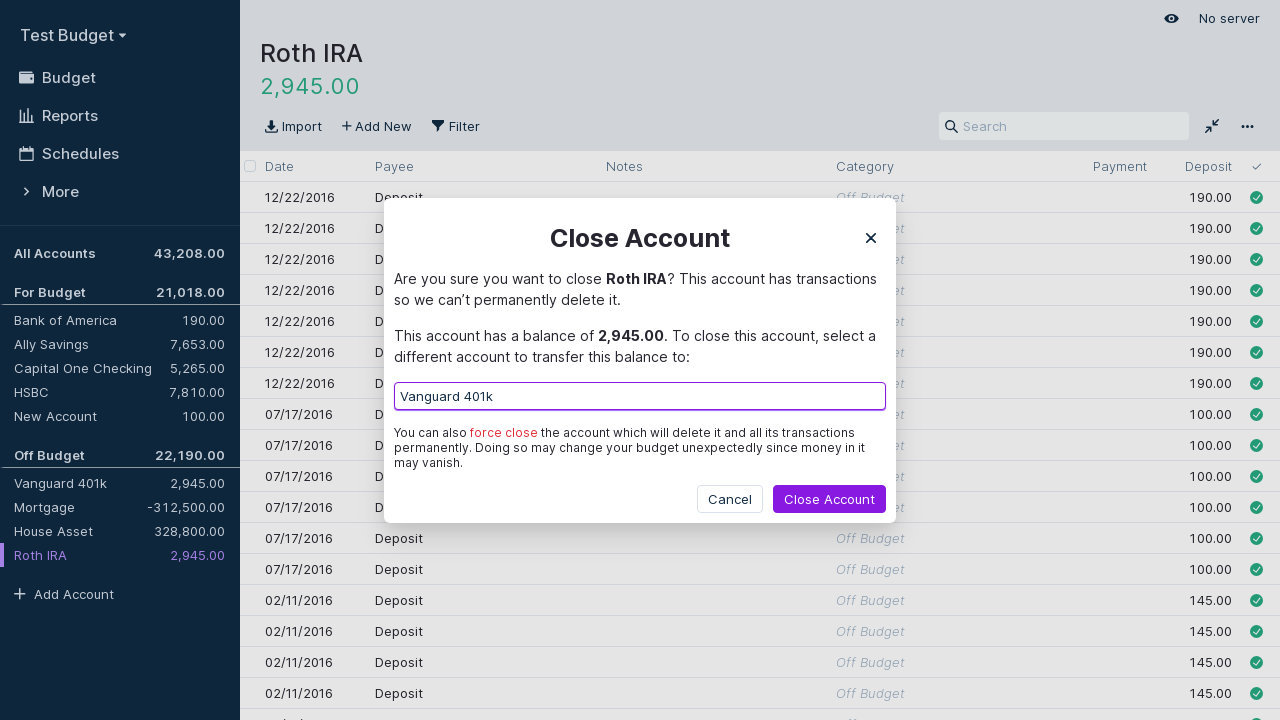 Test Budget
Budget
Reports
Schedules
More
All Accounts 43,208.00
For Budget 21,018.00
Bank of America 190.00
Ally Savings 7,653.00
Capital One Checking 5,265.00
HSBC 7,810.00
New Account 100.00
Off Budget 22,190.00
Vanguard 401k 2,945.00
Mortgage -312,500.00
House Asset 328,800.00
Roth IRA 2,945.00
Add Account
No server
Roth IRA
2,945.00
Import Add New Filter Search
Date Payee Notes Category Payment Deposit
12/22/2016 Deposit Off Budget 190.00
12/22/2016 190.00
12/22/2016 190.00
12/22/2016 190.00
12/22/2016 190.00
12/22/2016 190.00
12/22/2016 190.00
07/17/2016 100.00
07/17/2016 100.00
07/17/2016 100.00
07/17/2016 100.00
07/17/2016 Deposit Off Budget 100.00
07/17/2016 Deposit Off Budget 100.00
02/11/2016 Deposit Off Budget 145.00
02/11/2016 Deposit Off Budget 145.00
02/11/2016 Deposit Off Budget 145.00
02/11/2016 Deposit Off Budget 145.00
Close Account
Are you sure you want to close Roth IRA? This account has transactions
so we can’t permanently delete it.
This account has a balance of 2,945.00. To close this account, select a
different account to transfer this balance to:
Vanguard 401k
You can also force close the account which will delete it and all its transactions
permanently. Doing so may change your budget unexpectedly since money in it
may vanish.
Cancel Close Account